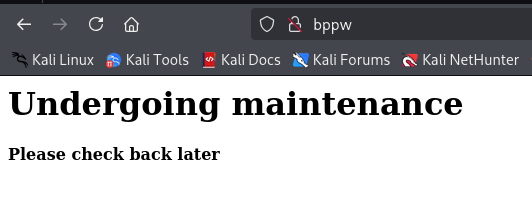 bppw
Kali Linux Kali Tools Kali Docs Kali Forums Kali NetHunter
Undergoing maintenance
Please check back later